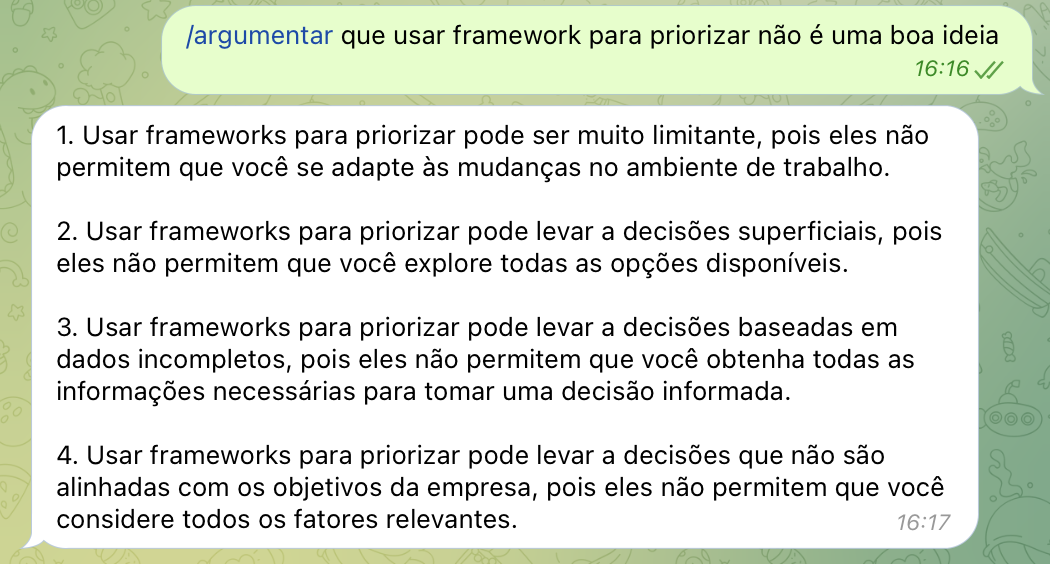 /argumentar que usar framework para priorizar não é uma boa ideia
16:16
1. Usar frameworks para priorizar pode ser muito limitante, pois eles não
permitem que você se adapte às mudanças no ambiente de trabalho.
2. Usar frameworks para priorizar pode levar a decisões superficiais, pois
eles não permitem que você explore todas as opções disponíveis.
3. Usar frameworks para priorizar pode levar a decisões baseadas em
dados incompletos, pois eles não permitem que você obtenha todas as
informações necessárias para tomar uma decisão informada.
4. Usar frameworks para priorizar pode levar a decisões que não são
alinhadas com os objetivos da empresa, pois eles não permitem que você
considere todos os fatores relevantes.
16:17